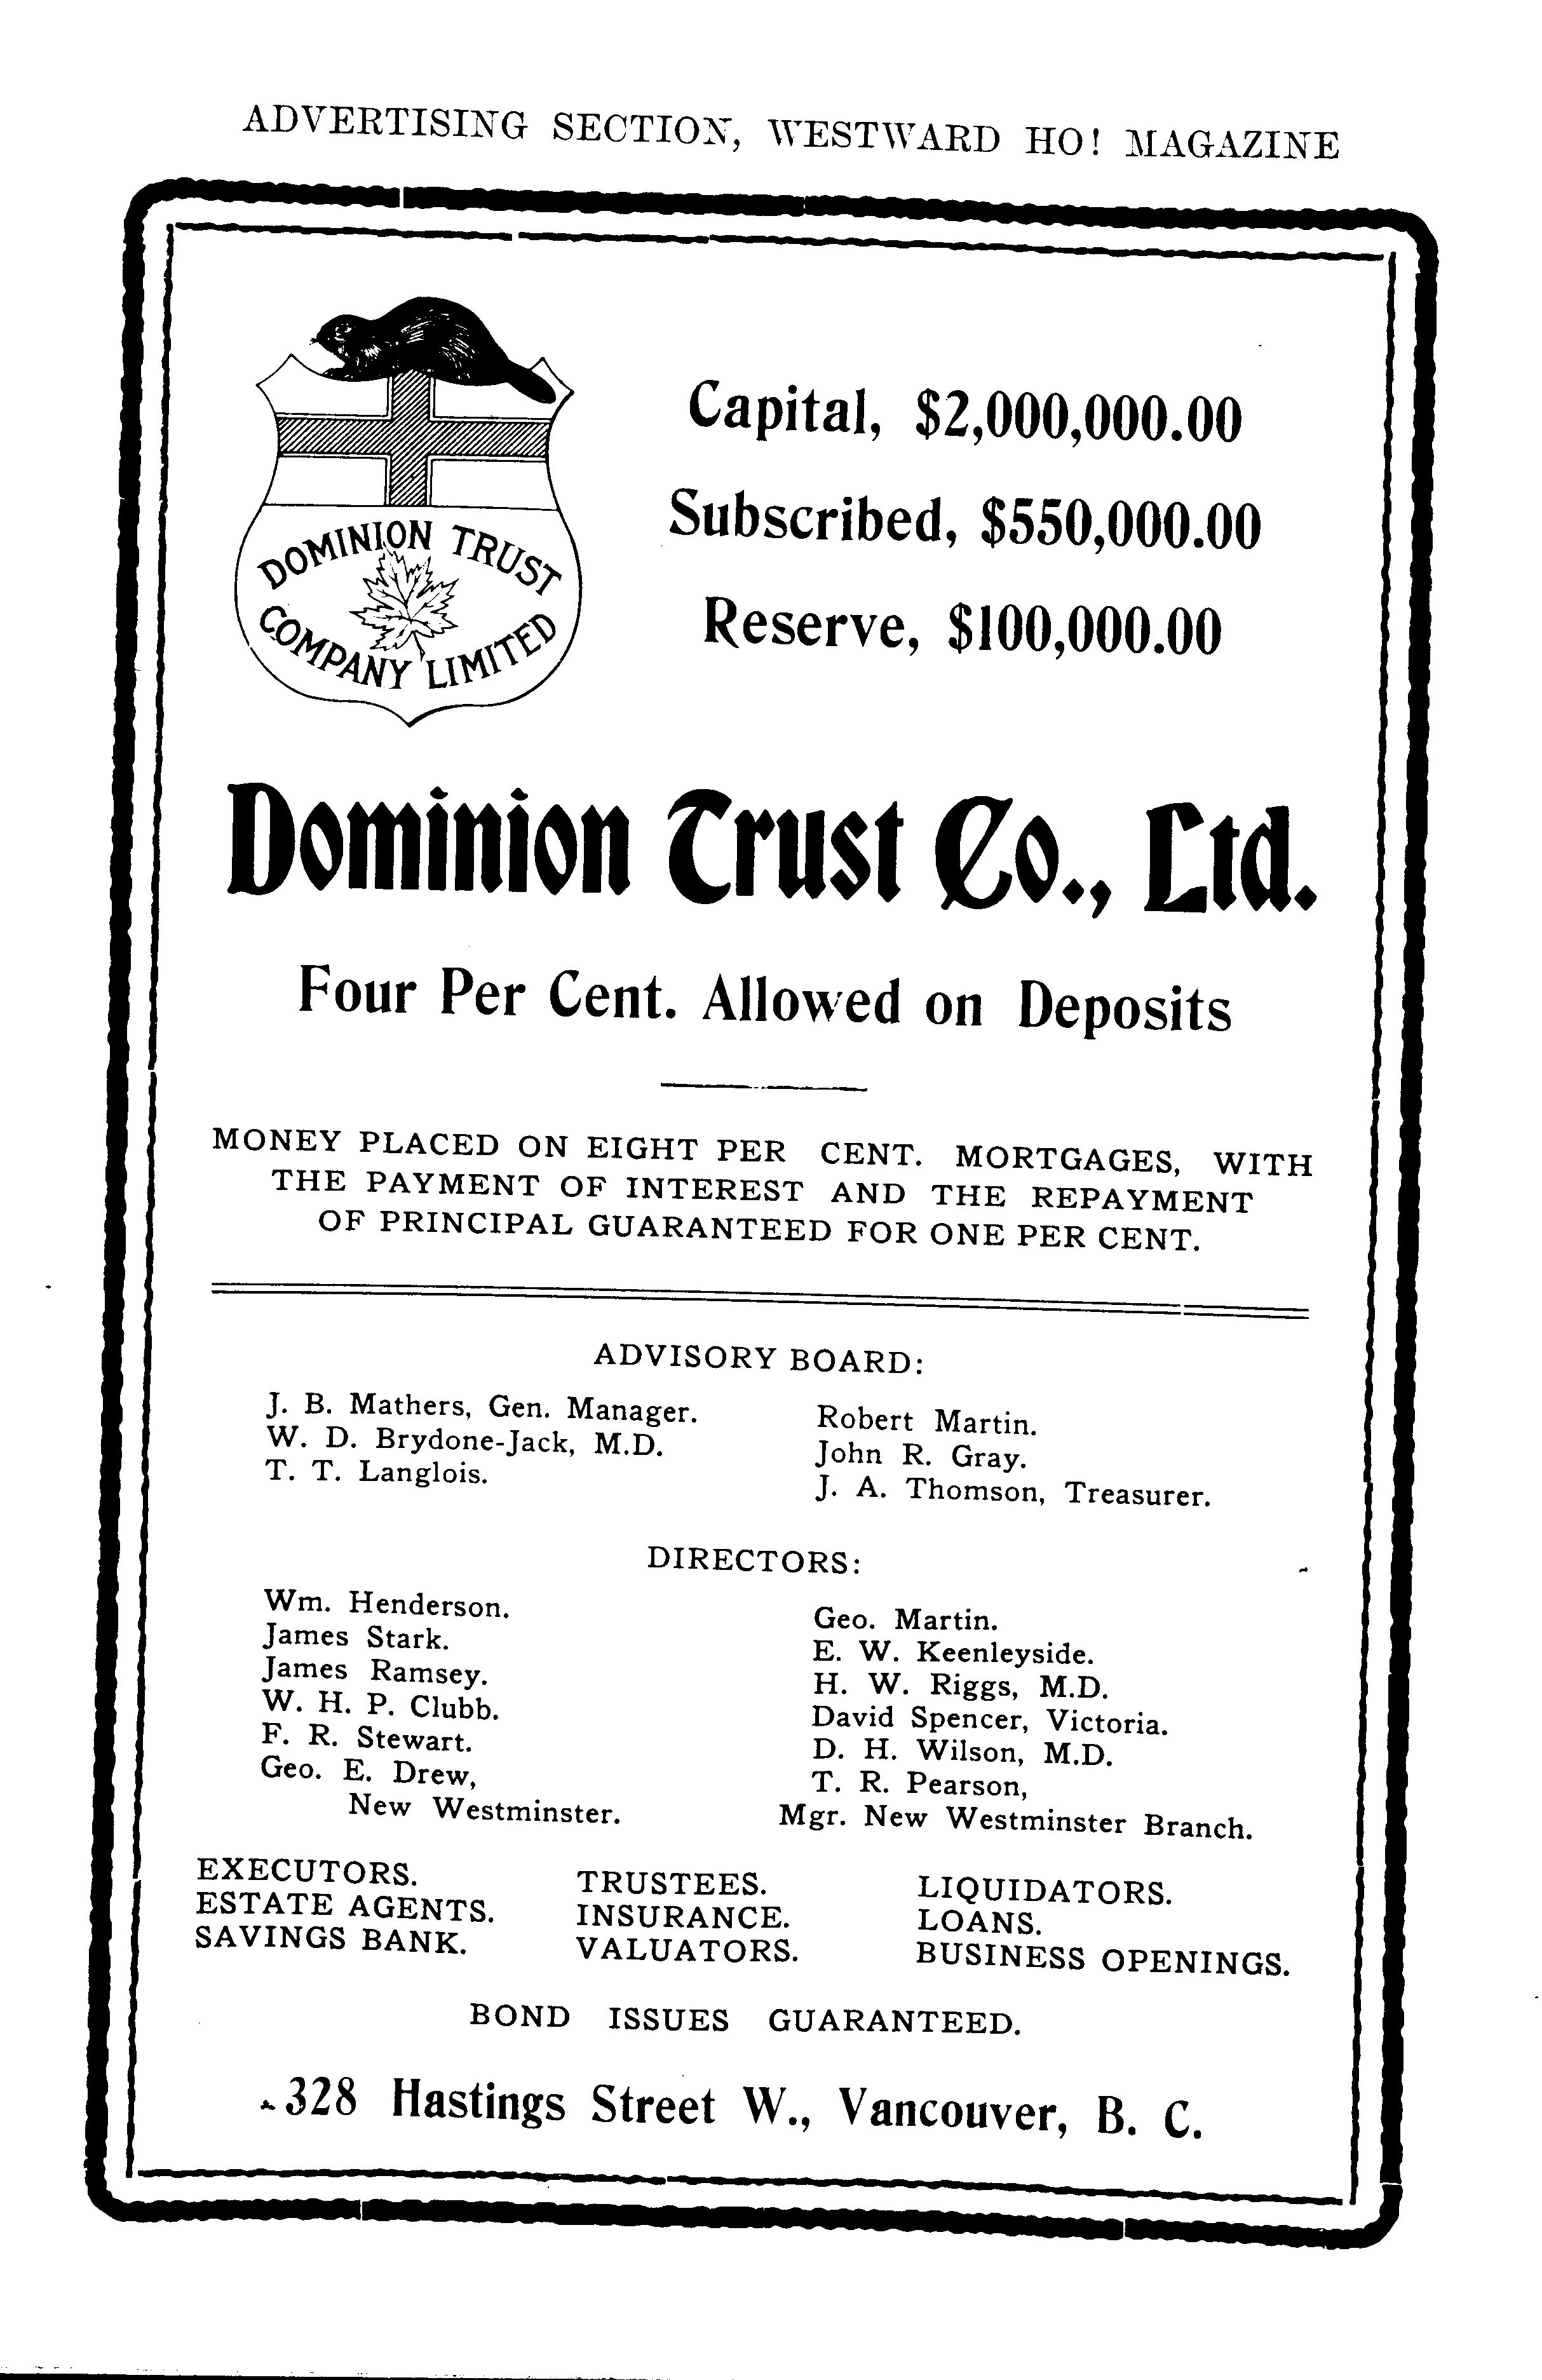 ADVERTISING SECTION, WESTWARD HO! MAGAZINE
DOMINION TRUST
COMPANY LIMITED
Capital, $2,000,000.00
Subscribed, $550,000.00
Reserve, $100,000.00
Dominion Trust Co., Ltd.
Four Per Cent. Allowed on Deposits
MONEY PLACED ON EIGHT PER CENT. MORTGAGES, WITH
THE PAYMENT OF INTEREST AND THE REPAYMENT
OF PRINCIPAL GUARANTEED FOR ONE PER CENT.
ADVISORY BOARD:
J. B. Mathers, Gen. Manager.
W. D. Brydone-Jack, M.D.
T. T. Langlois.
Robert Martin.
John R. Gray.
J. A. Thomson, Treasurer.
DIRECTORS:
Wm. Henderson.
James Stark.
James Ramsey.
W. H. P. Clubb.
F. R. Stewart.
Geo. E. Drew,
New Westminster.
Geo. Martin.
E. W. Keenleyside.
H. W. Riggs, M.D.
David Spencer, Victoria.
D. H. Wilson, M.D.
T. R. Pearson,
Mgr. New Westminster Branch.
EXECUTORS.
ESTATE AGENTS.
SAVINGS BANK.
TRUSTEES.
INSURANCE.
VALUATORS.
LIQUIDATORS.
LOANS.
BUSINESS OPENINGS.
BOND ISSUES GUARANTEED.
328 Hastings Street W., Vancouver, B. C.